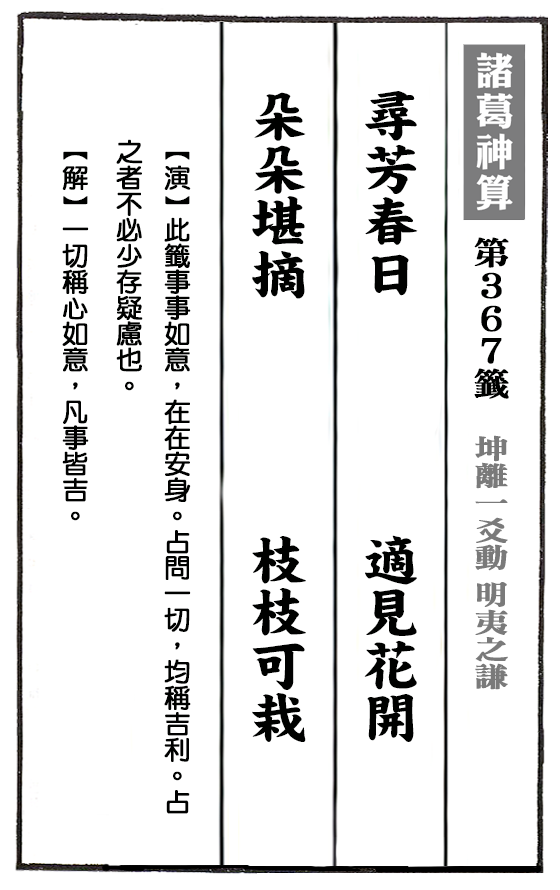 諸葛神算 第367籤 坤離一爻動 明夷之謙
尋芳春日 適見花開
朵朵堪摘 枝枝可栽
【演】此籤事事如意，在在安身。占問一切，均稱吉利。占
之者不必少存疑慮也。
【解】一切稱心如意，凡事皆吉。